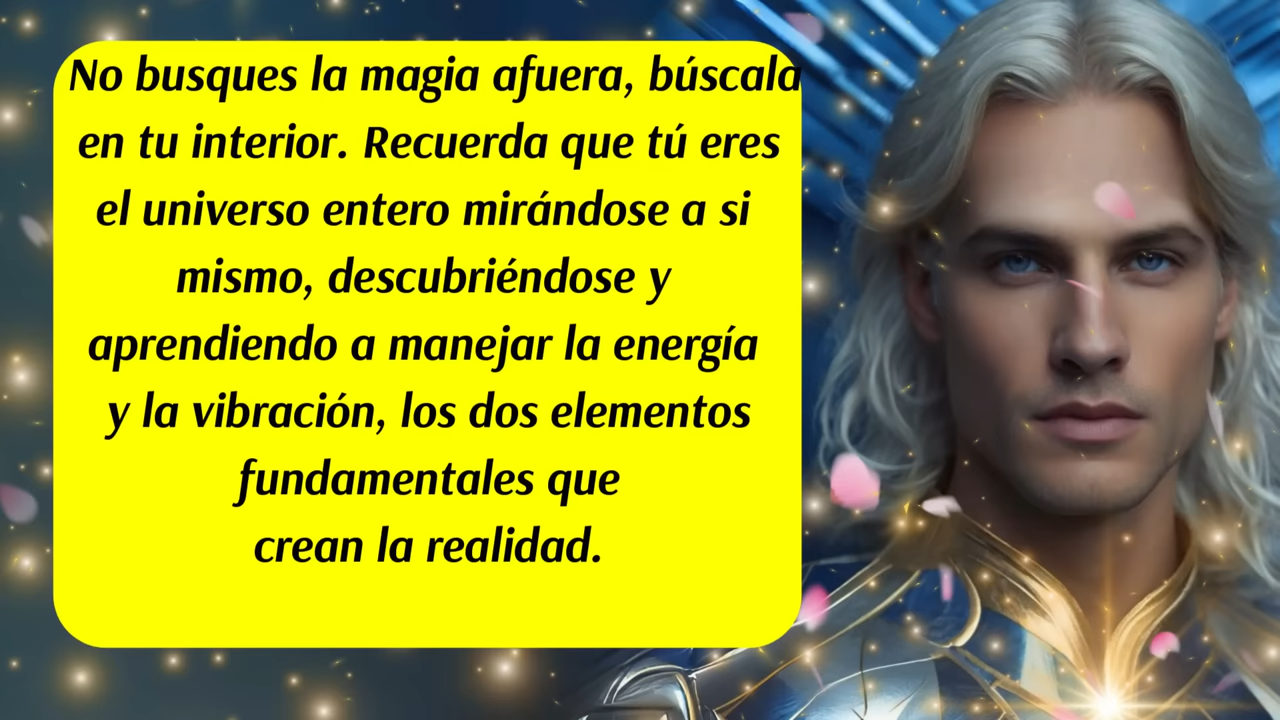 No busques la magia afuera, búscala
en tu interior. Recuerda que tú eres
el universo entero mirándose a si
mismo, descubriéndose y
aprendiendo a manejar la energía
y la vibración, los dos elementos
fundamentales que
crean la realidad.